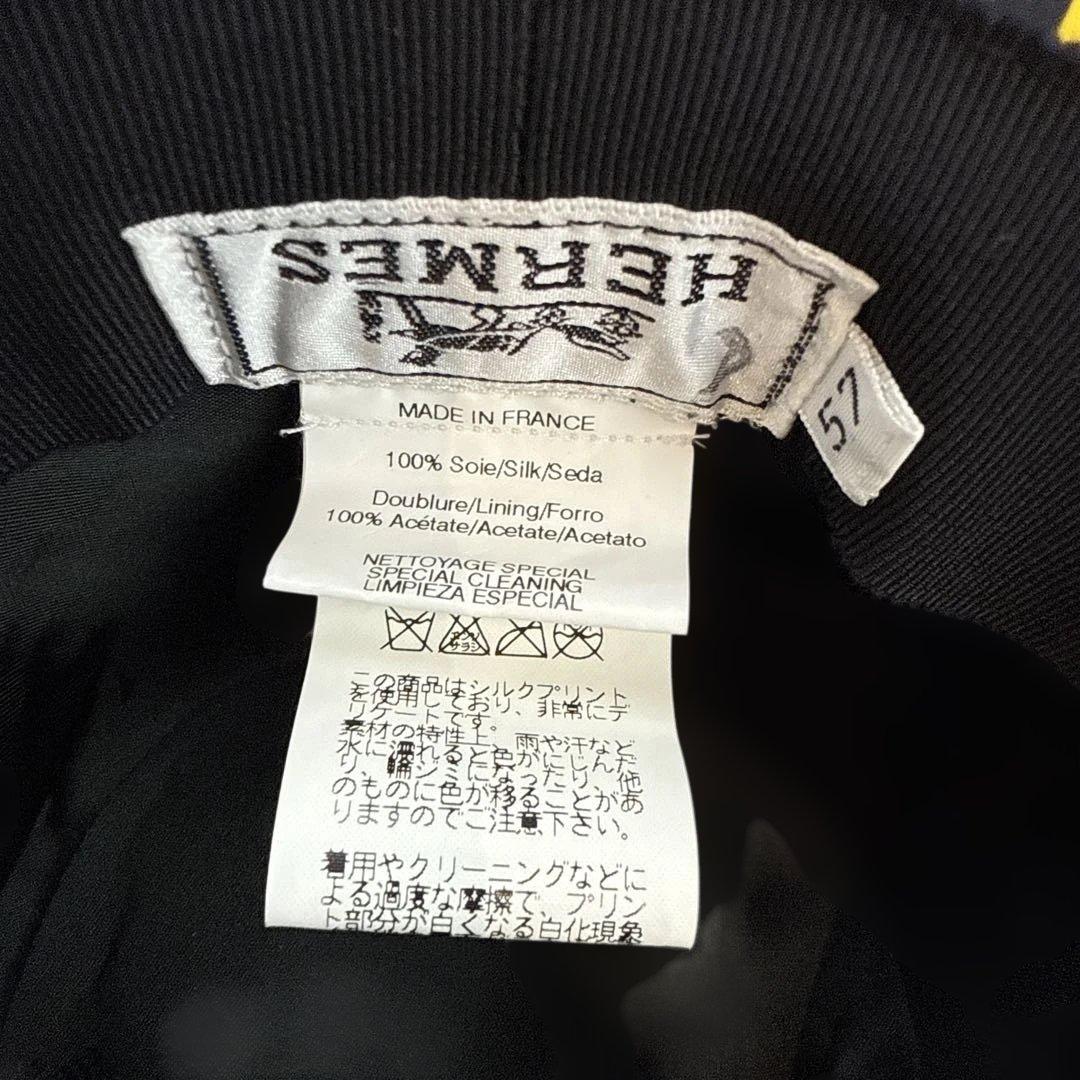 HERMES
57
MADE IN FRANCE
100% Soie/Silk/Seda
Doublure/Lining/Forro
100% Acétate/Acetate/Acetato
NETTOYAGE SPECIAL
SPECIAL CLEANING
LIMPIEZA ESPECIAL
この商品はシルクプリント
を使用しており、非常にデ
リケートです。
素材の特性上、雨や汗など
水に濡れると色がにじんだ
り、輪ジミになったり、他
のものに色が移ることがあ
りますのでご注意下さい。
着用やクリーニングなどに
よる過度な摩擦で、プリン
ト部分が白くなる白化現象